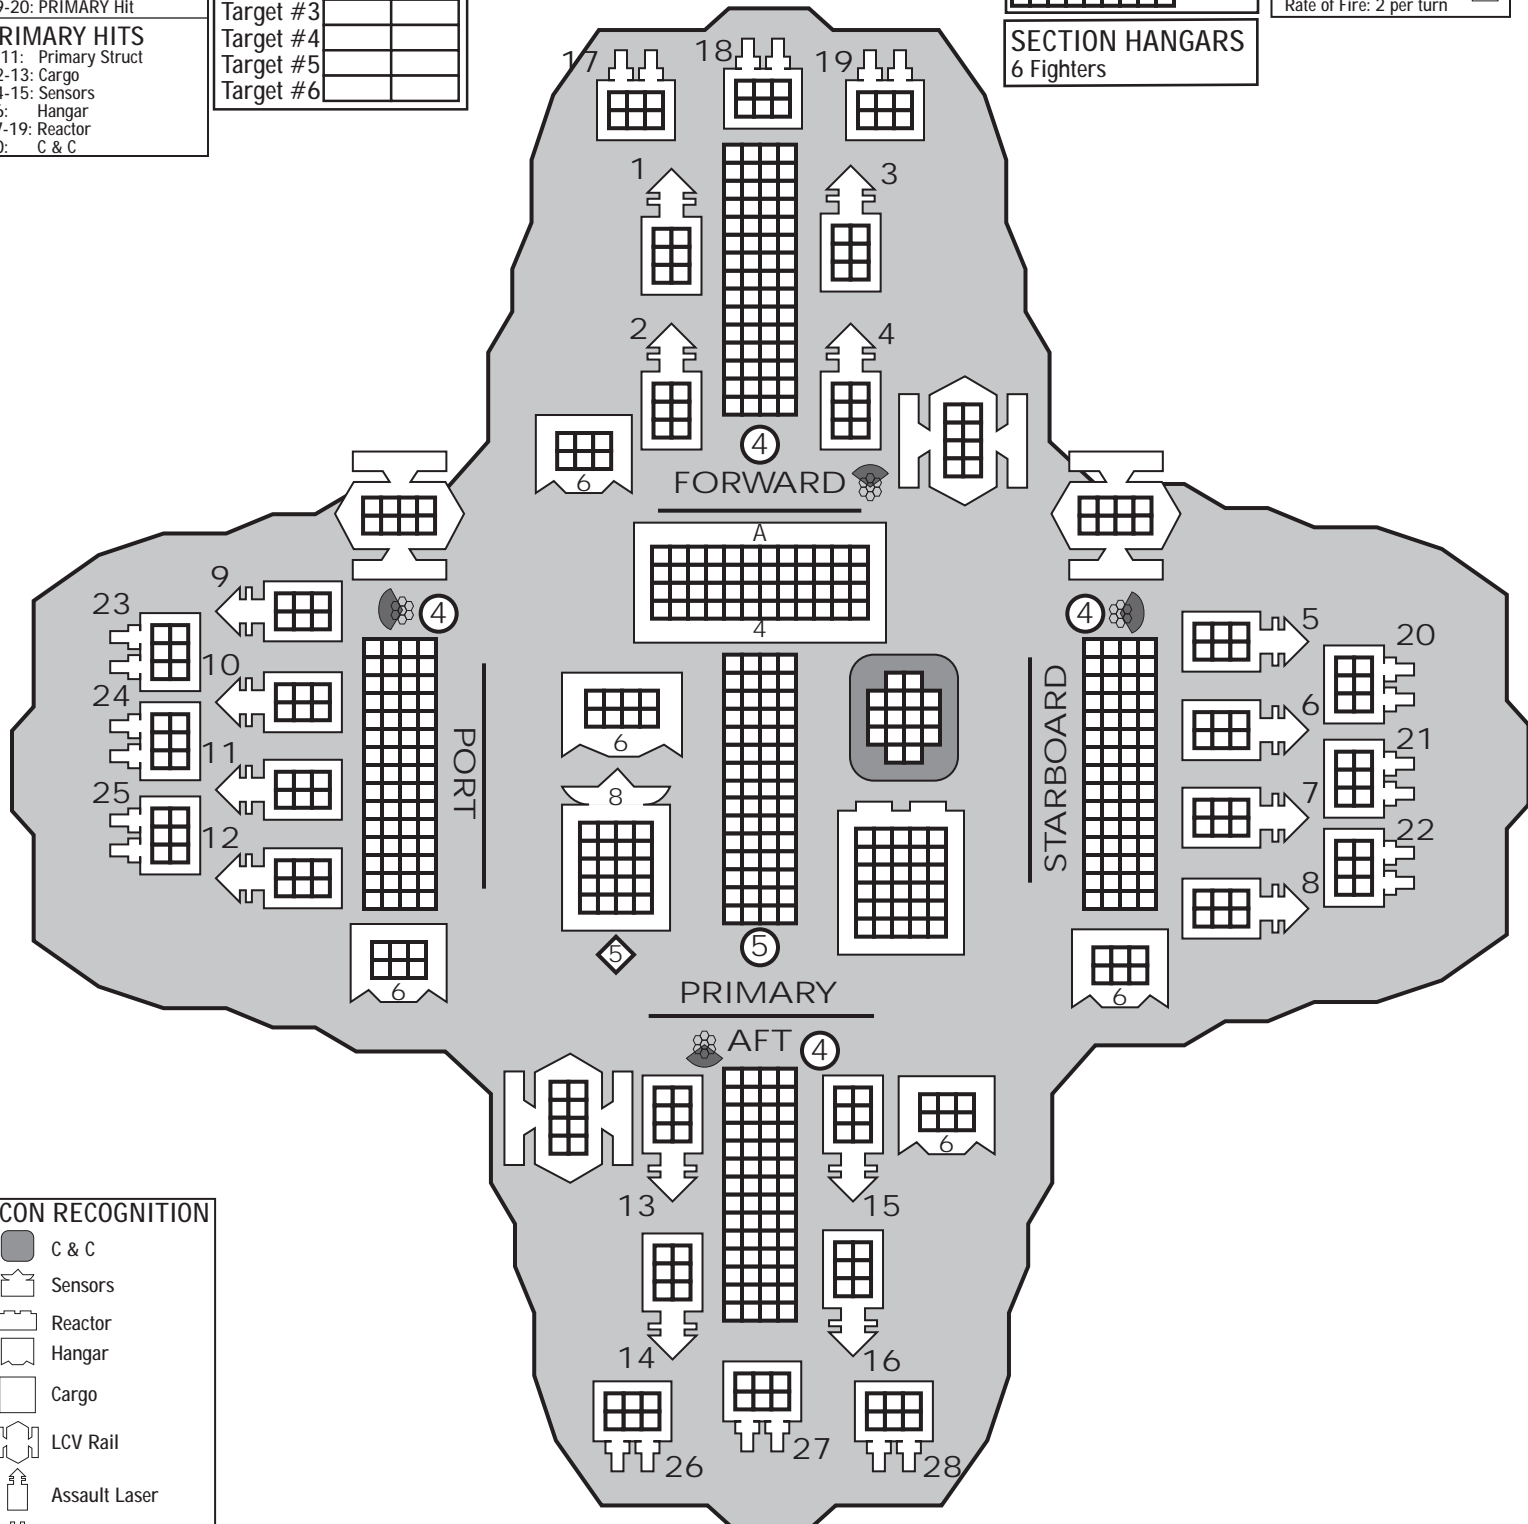 9-20: PRIMARY Hit
RIMARY HITS
11: Primary Struct
2-13: Cargo
4-15: Sensors
6: Hangar
7-19: Reactor
0: C & C
Target #3
Target #4
Target #5
Target #6
Rate of Fire: 2 per turn
SECTION HANGARS
6 Fighters
17
18
19
1
3
2
4
4
6
FORWARD
A
4
9
23
10
24
11
25
12
4
PORT
6
6
8
5
5
PRIMARY
4
STARBOARD
5
20
6
21
7
22
8
6
AFT
4
6
13
15
14
16
26
27
28
CON RECOGNITION
C & C
Sensors
Reactor
Hangar
Cargo
LCV Rail
Assault Laser